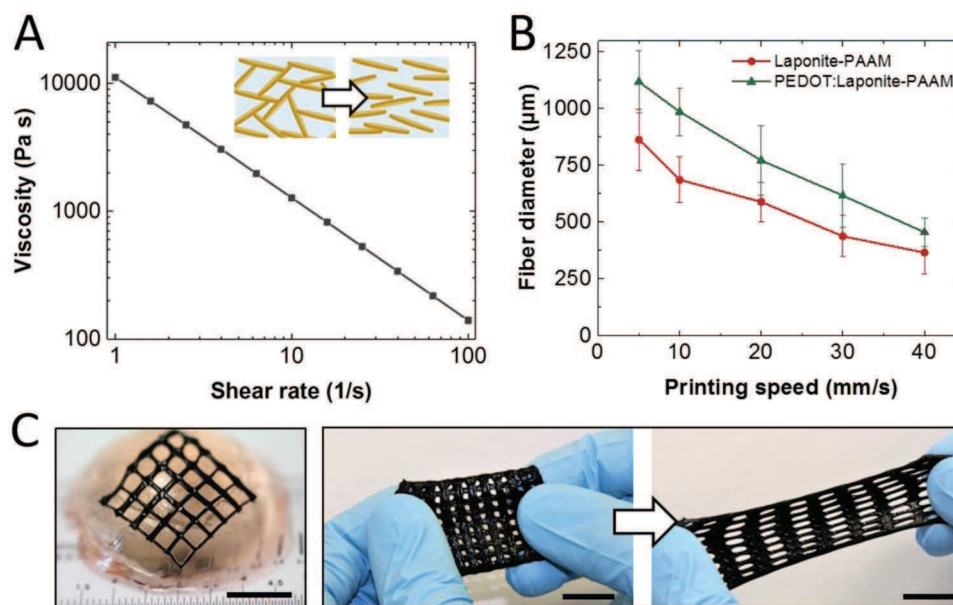 A
Viscosity (Pa s)
10000
1000
100
1
10
100
Shear rate (1/s)
B
Fiber diameter (µm)
1250
1000
750
500
250
0
Laponite-PAAM
PEDOT:Laponite-PAAM
0
10
20
30
40
Printing speed (mm/s)
C